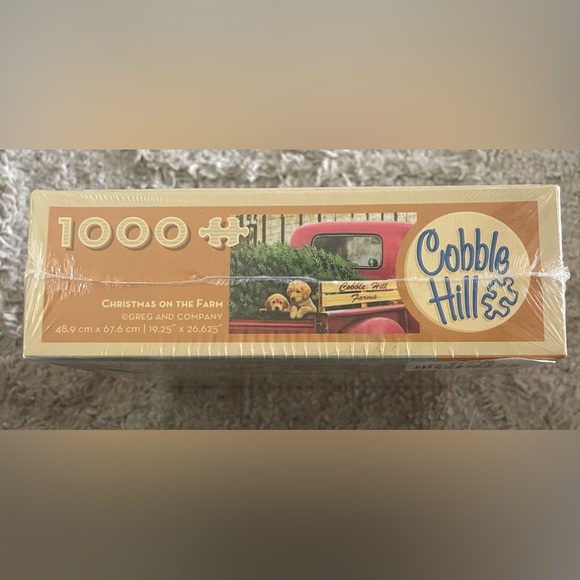 1000
CHRISTMAS ON THE FARM
©GREG AND COMPANY
48.9 cm x 67.6 cm | 19.25" x 26.625"
Cobble Hill
Farms
Cobble
Hill